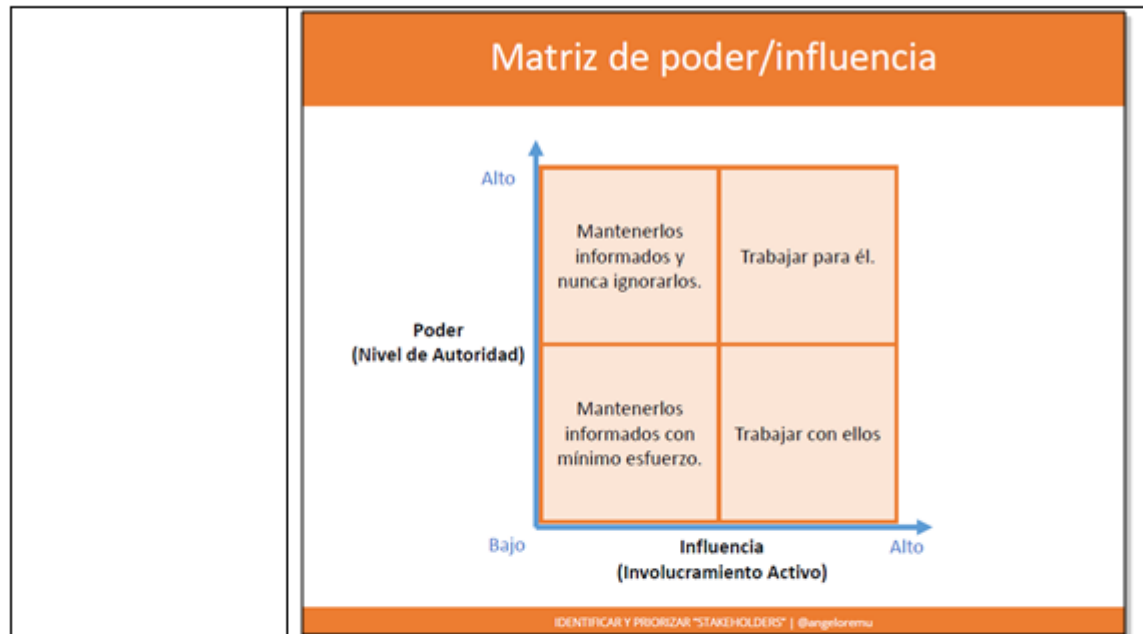 Matriz de poder/influencia
Alto
Mantenerlos
informados y
nunca ignorarlos.
Trabajar para él.
Poder
(Nivel de Autoridad)
Mantenerlos
informados con
mínimo esfuerzo.
Trabajar con ellos
Bajo
Influencia
(Involucramiento Activo)
Alto
IDENTIFICAR Y PRIORIZAR "STAKEHOLDERS" | @angeloremu